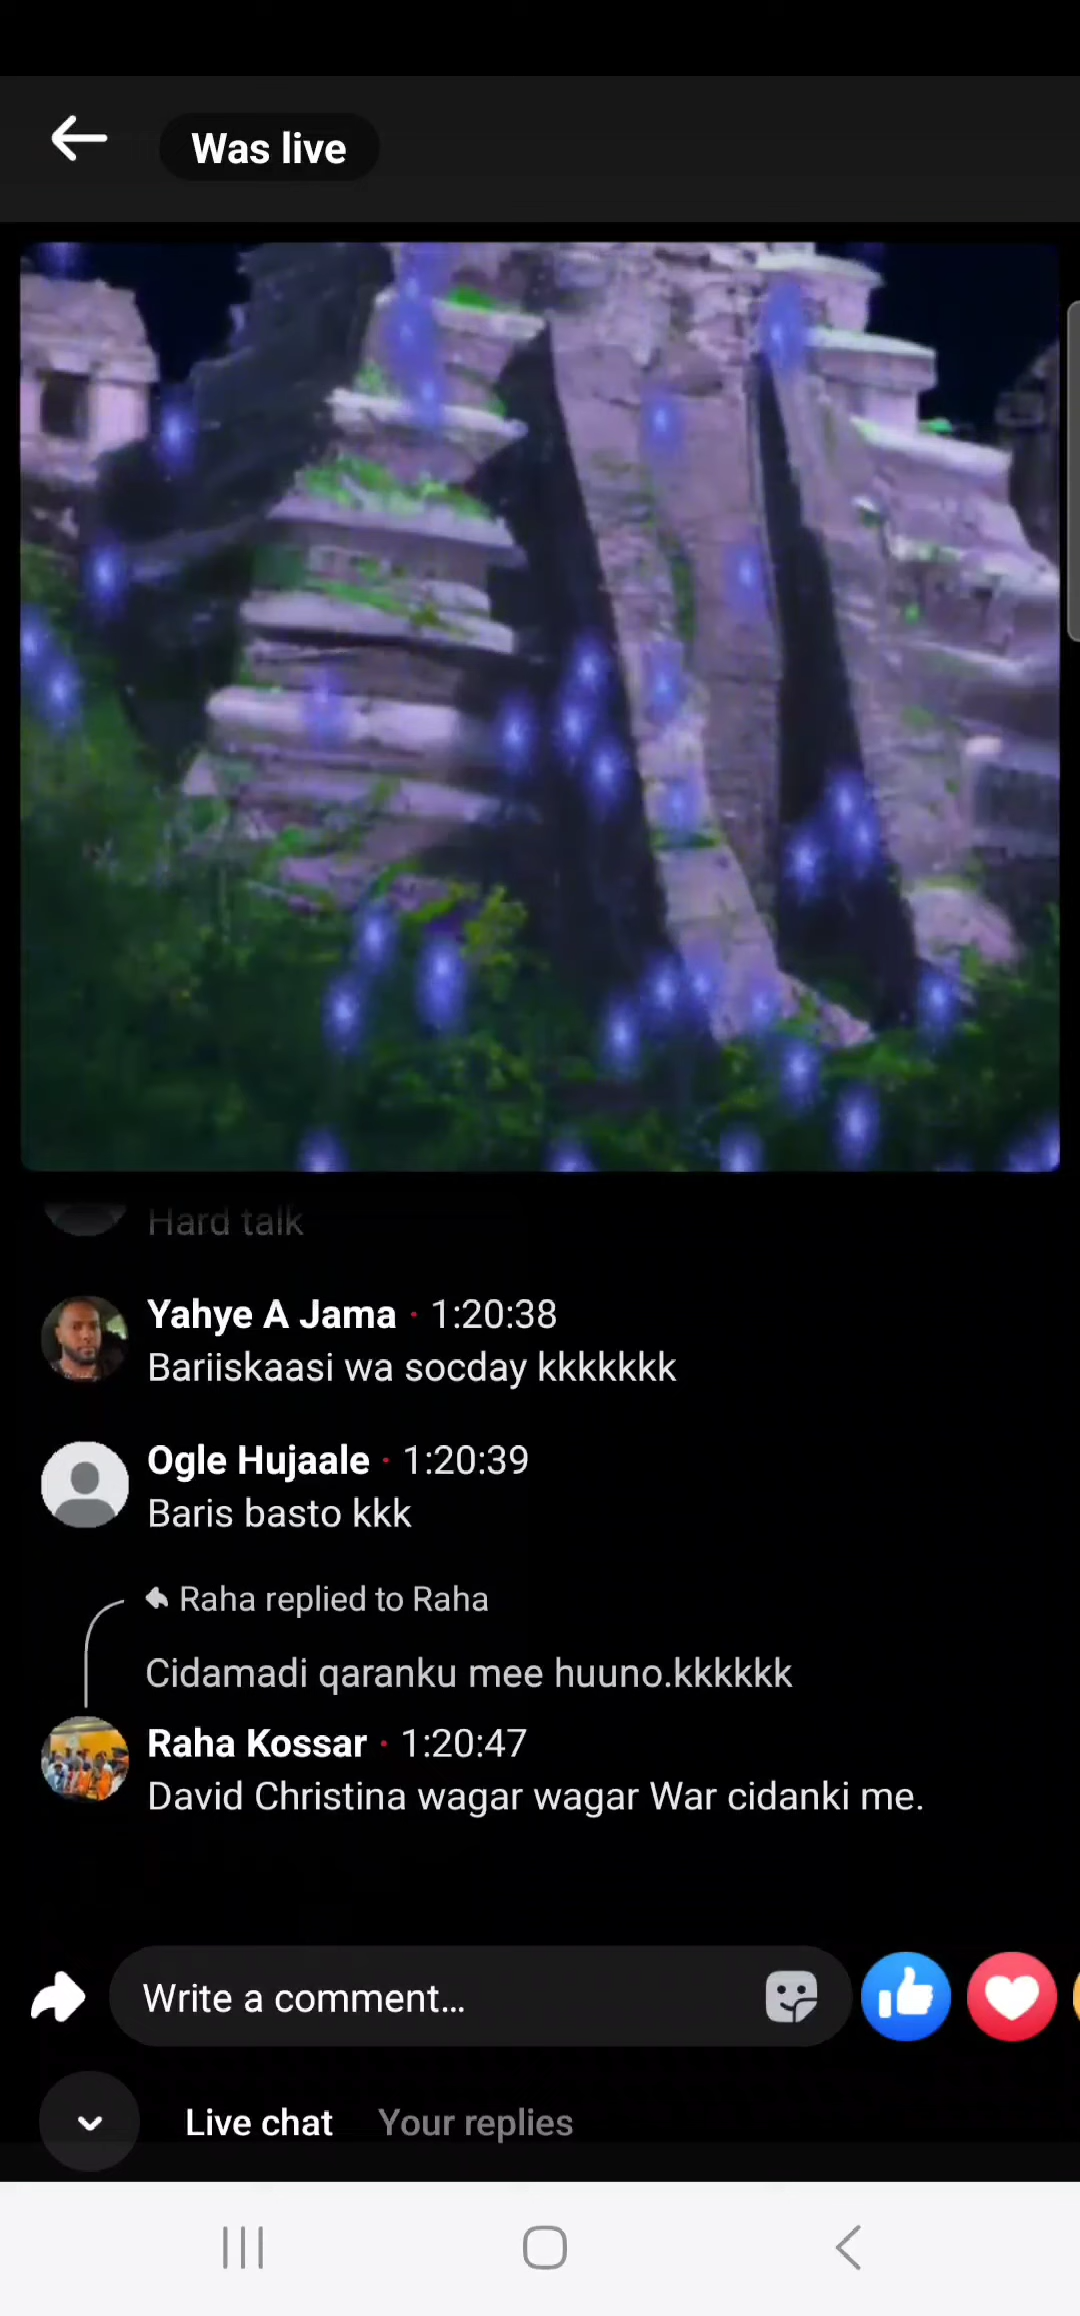 Was live
Hard talk
Yahye A Jama · 1:20:38
Bariiskaasi wa socday kkkkkkk
Ogle Hujaale · 1:20:39
Baris basto kkk
Raha replied to Raha
Cidamadi qaranku mee huuno.kkkkkk
Raha Kossar · 1:20:47
David Christina wagar wagar War cidanki me.
Write a comment...
Live chat
Your replies